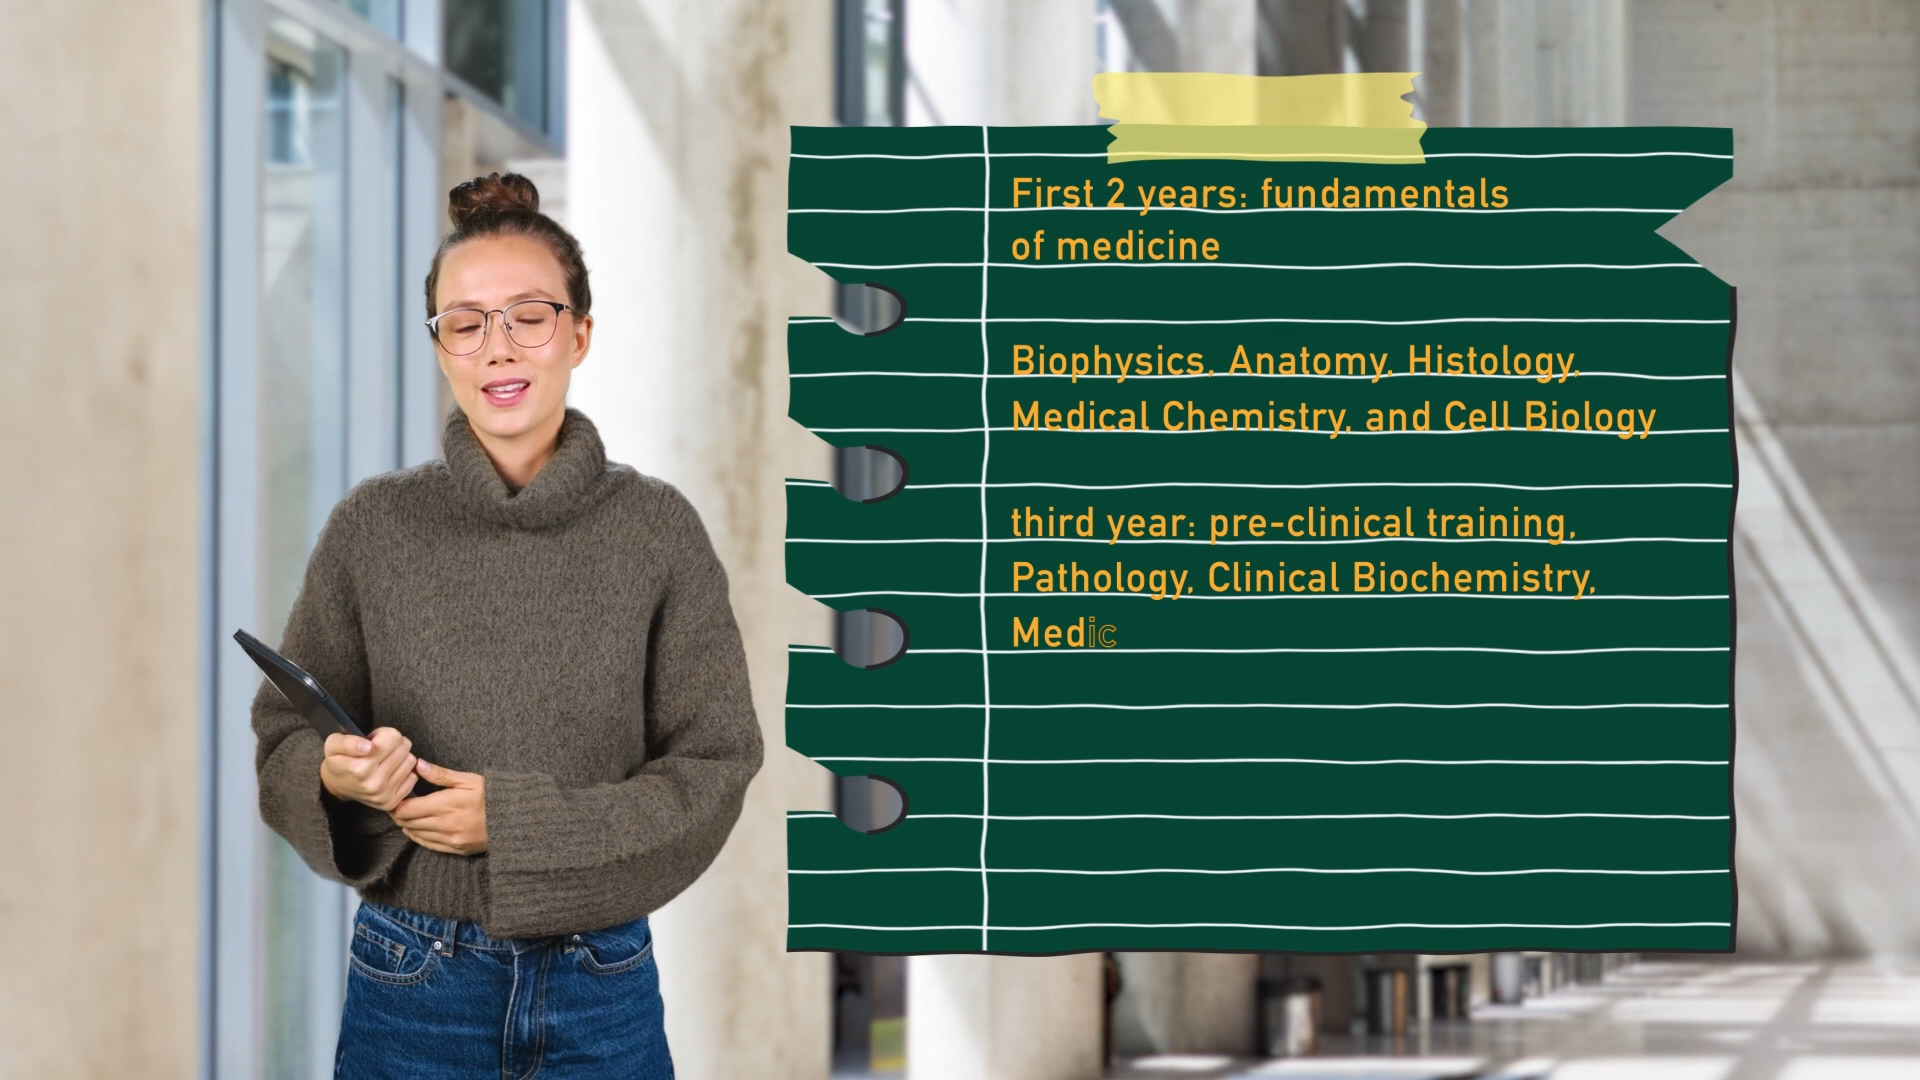 First 2 years: fundamentals
of medicine
Biophysics, Anatomy, Histology,
Medical Chemistry, and Cell Biology
third year: pre-clinical training,
Pathology, Clinical Biochemistry,
Medic